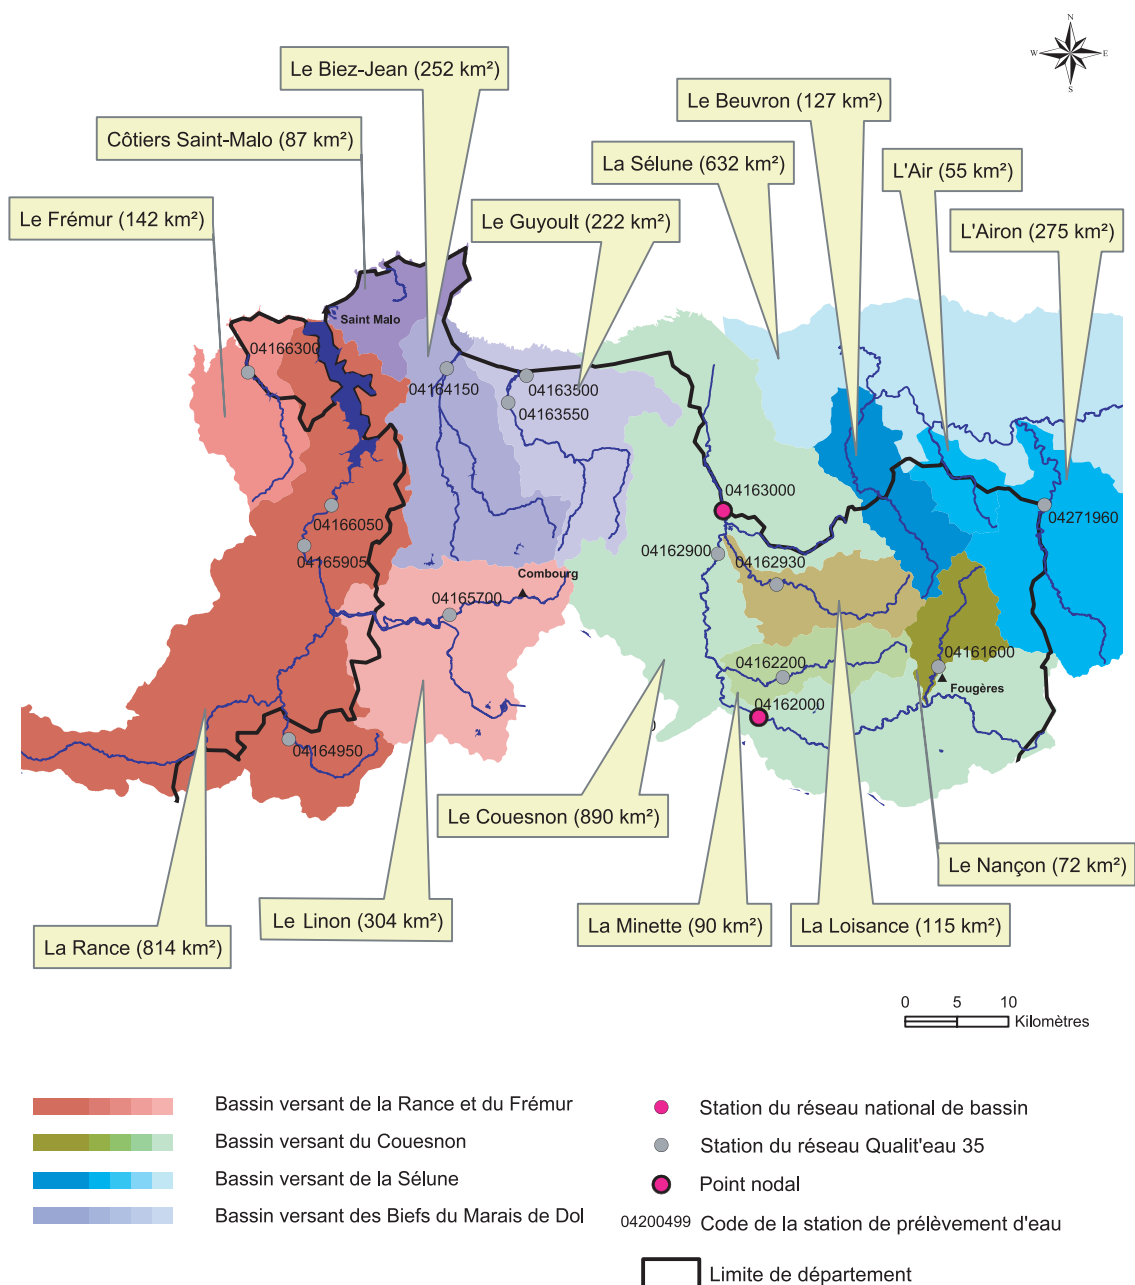 N
W E
S
Le Biez-Jean (252 km²)
Le Beuvron (127 km²)
Côtiers Saint-Malo (87 km²)
La Sélune (632 km²)
L'Air (55 km²)
Le Frémur (142 km²)
Le Guyoult (222 km²)
L'Airon (275 km²)
Saint Malo
04166300
04164150
04163500
04163550
04163000
04166050
04271960
04165905
04162900
04162930
Combourg
04165700
04161600
04162200
Fougères
04162000
04164950
Le Couesnon (890 km²)
Le Nançon (72 km²)
Le Linon (304 km²)
La Minette (90 km²)
La Loisance (115 km²)
La Rance (814 km²)
0 5 10
Kilomètres
Bassin versant de la Rance et du Frémur
Bassin versant du Couesnon
Bassin versant de la Sélune
Bassin versant des Biefs du Marais de Dol
Station du réseau national de bassin
Station du réseau Qualit'eau 35
Point nodal
04200499 Code de la station de prélèvement d'eau
Limite de département